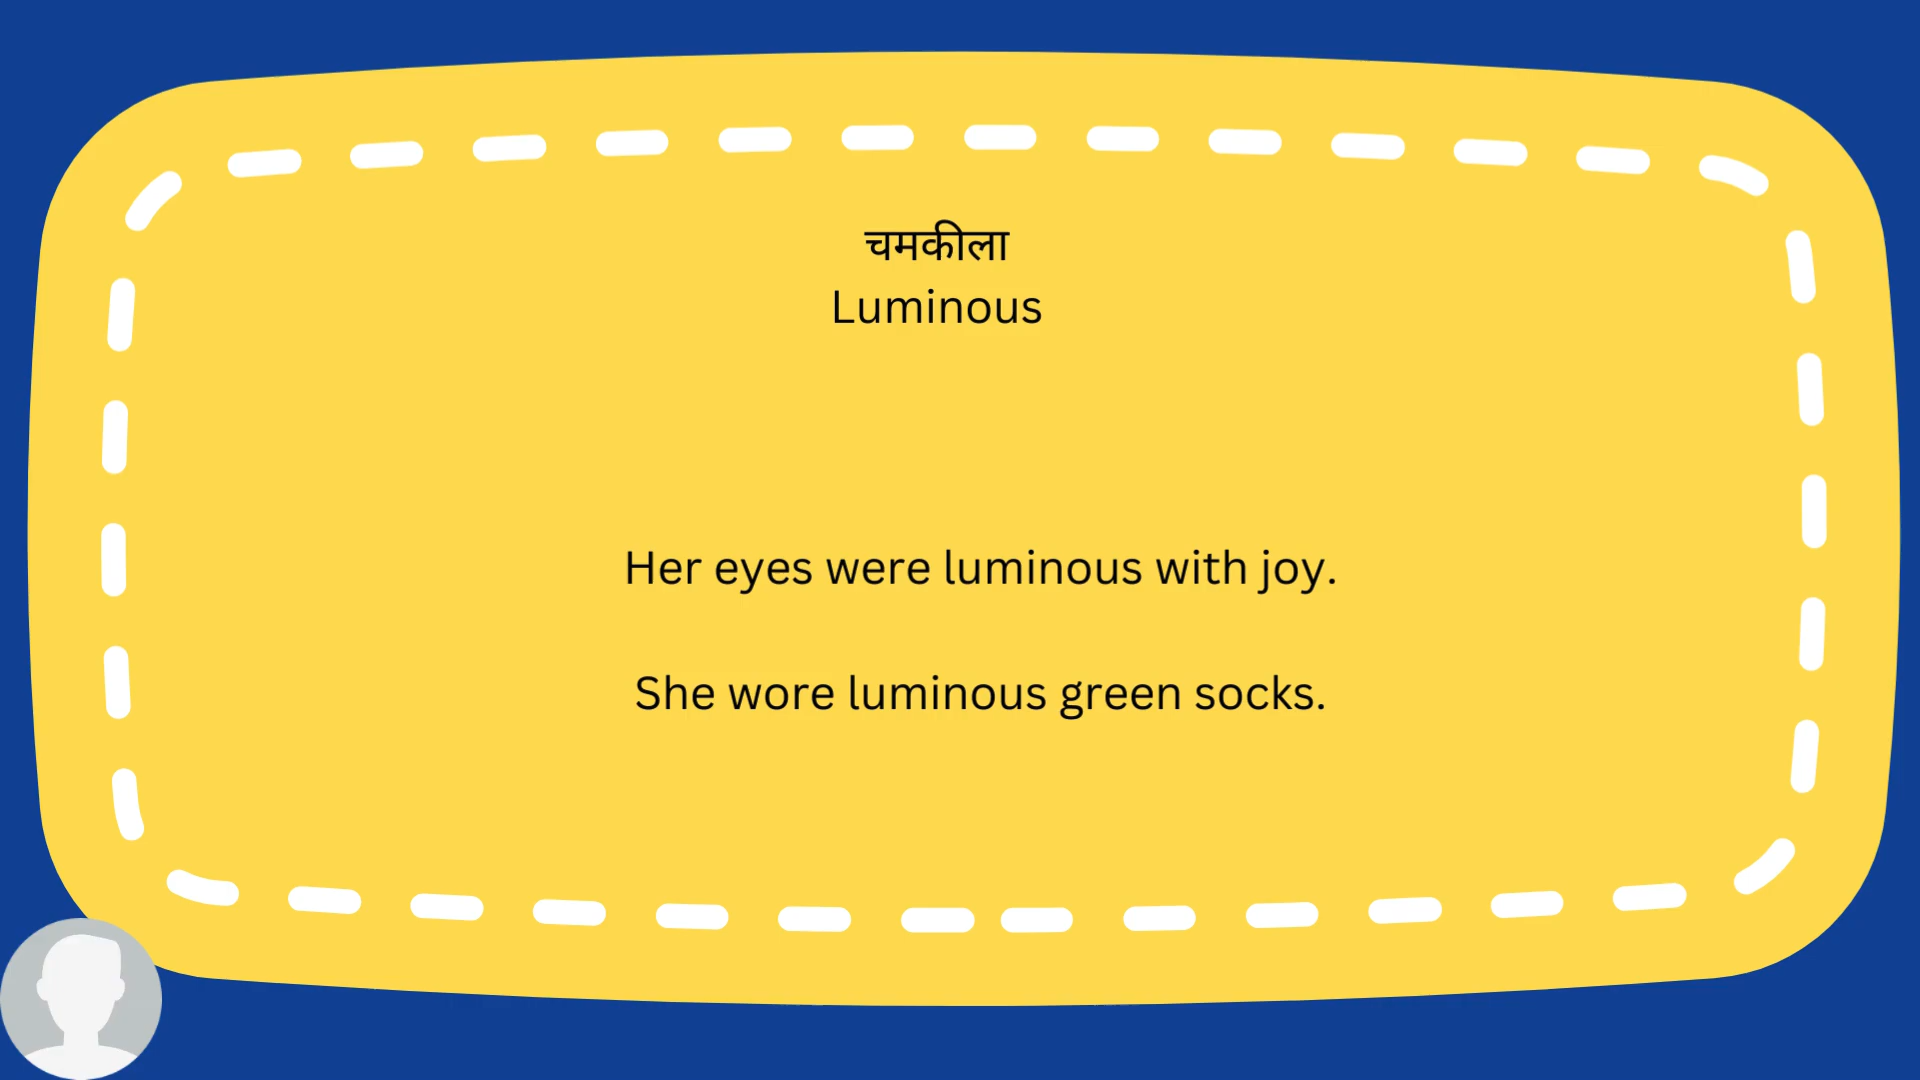 चमकीला
Luminous
Her eyes were luminous with joy.
She wore luminous green socks.